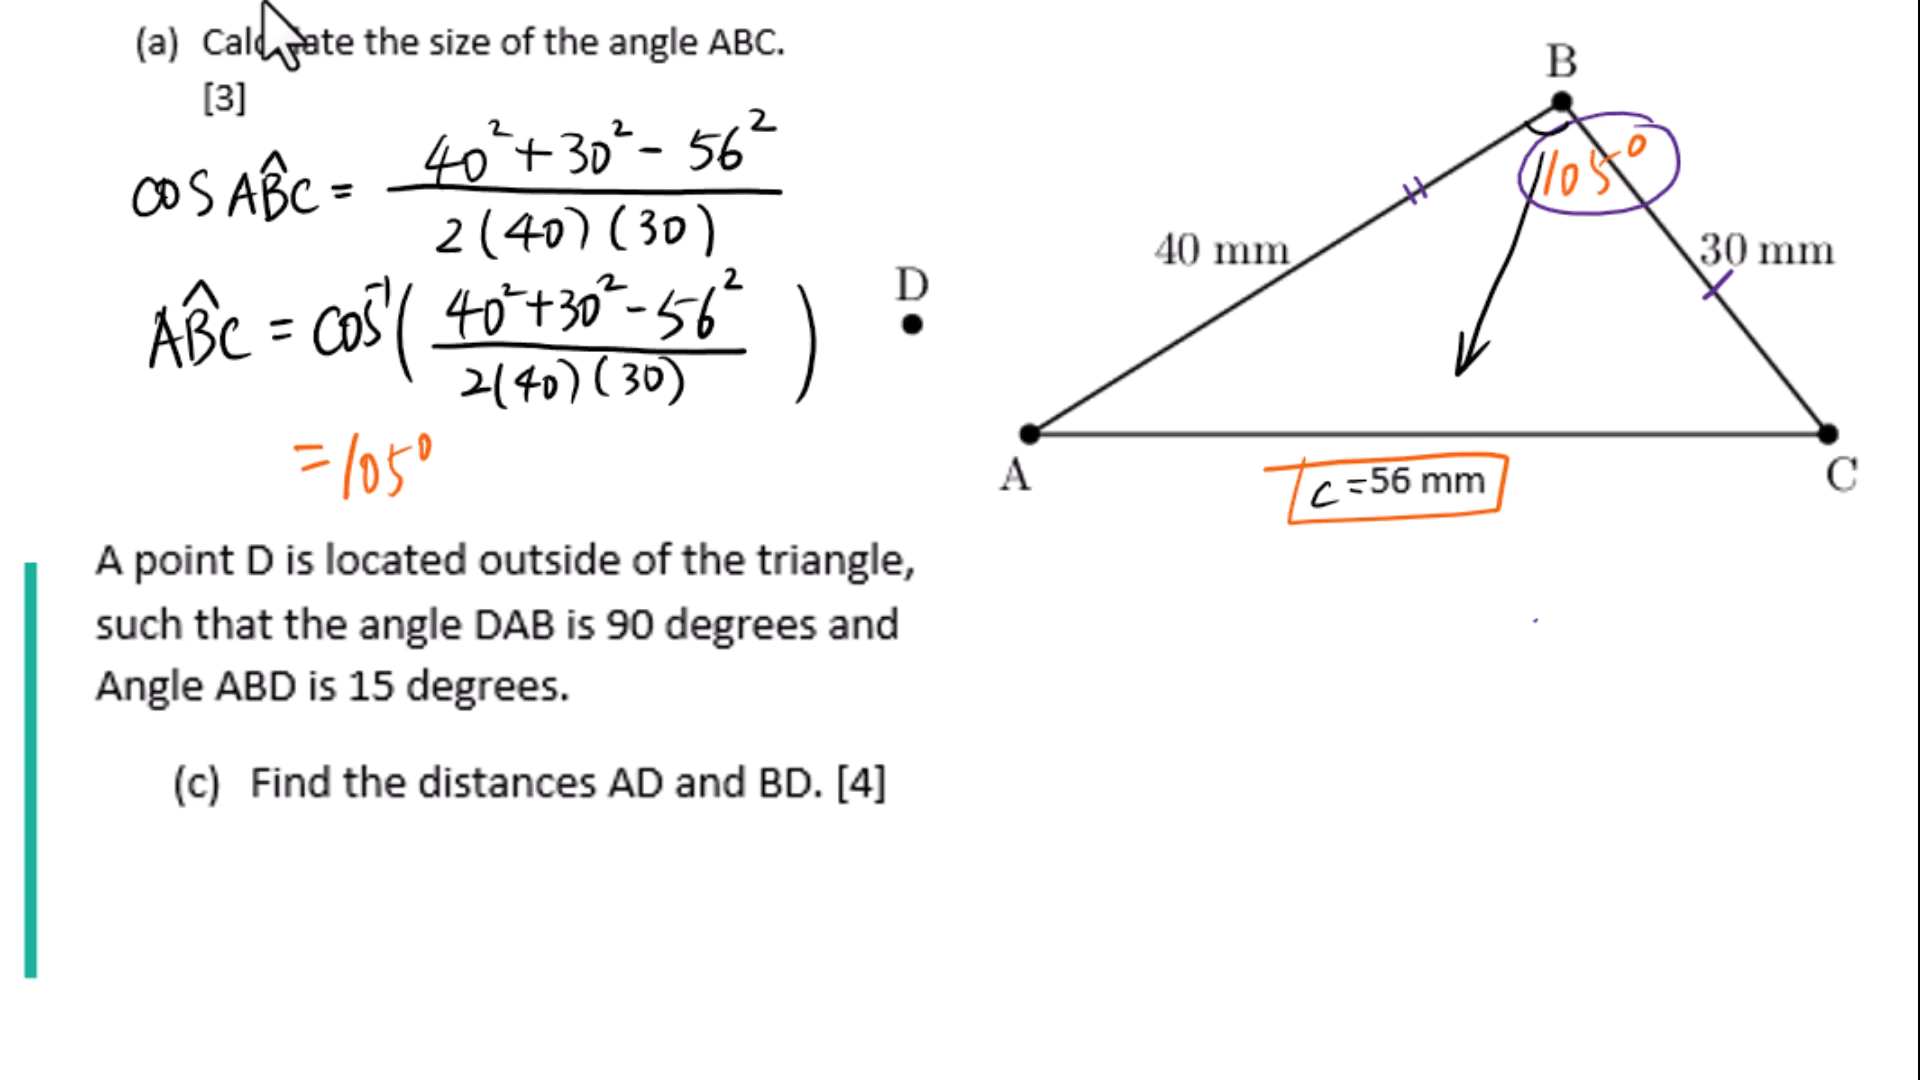 (a) Calculate the size of the angle ABC.
[3]
cos AB̂C = (40² + 30² - 56²) / (2(40)(30))
AB̂C = cos⁻¹( (40² + 30² - 56²) / (2(40)(30)) )
= 105°
A point D is located outside of the triangle,
such that the angle DAB is 90 degrees and
Angle ABD is 15 degrees.
(c) Find the distances AD and BD. [4]
B
105°
40 mm
30 mm
D
A
c = 56 mm
C